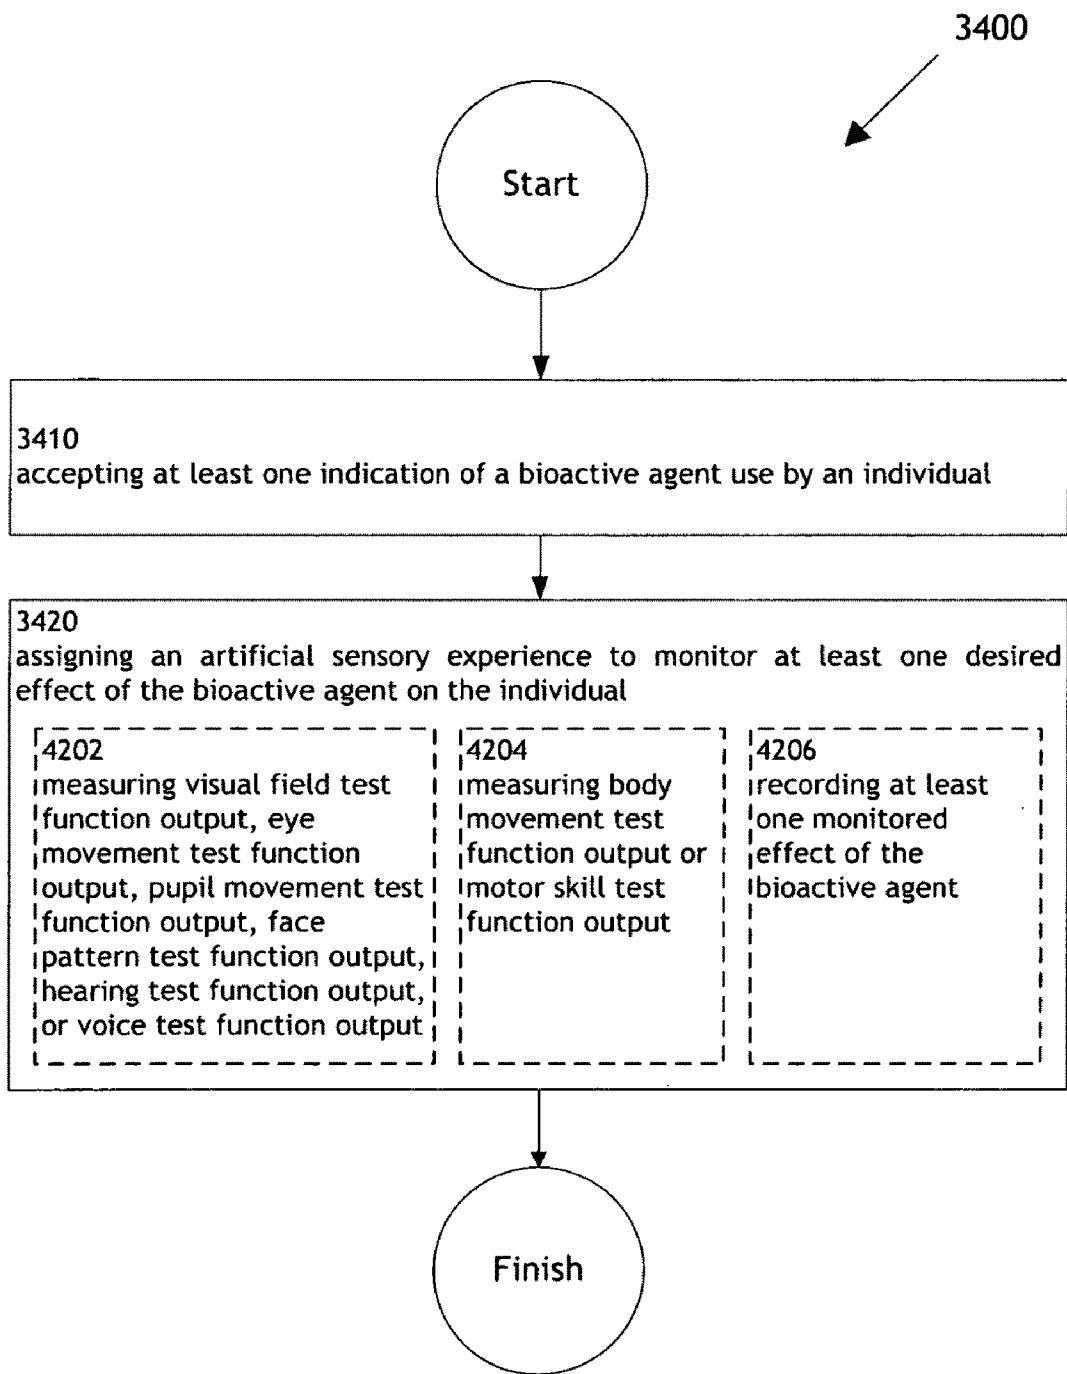 3400
Start
3410
accepting at least one indication of a bioactive agent use by an individual
3420
assigning an artificial sensory experience to monitor at least one desired
effect of the bioactive agent on the individual
4202
measuring visual field test
function output, eye
movement test function
output, pupil movement test
function output, face
pattern test function output,
hearing test function output,
or voice test function output
4204
measuring body
movement test
function output or
motor skill test
function output
4206
recording at least
one monitored
effect of the
bioactive agent
Finish